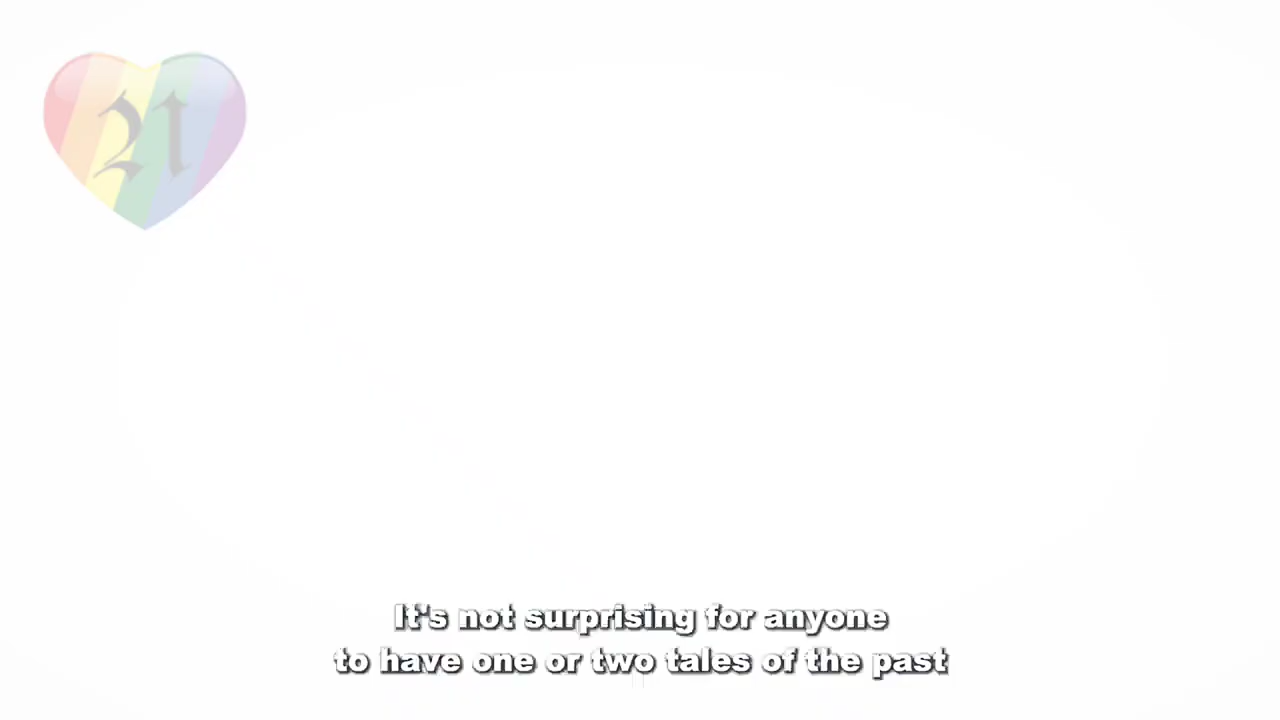 21
It's not surprising for anyone
to have one or two tales of the past